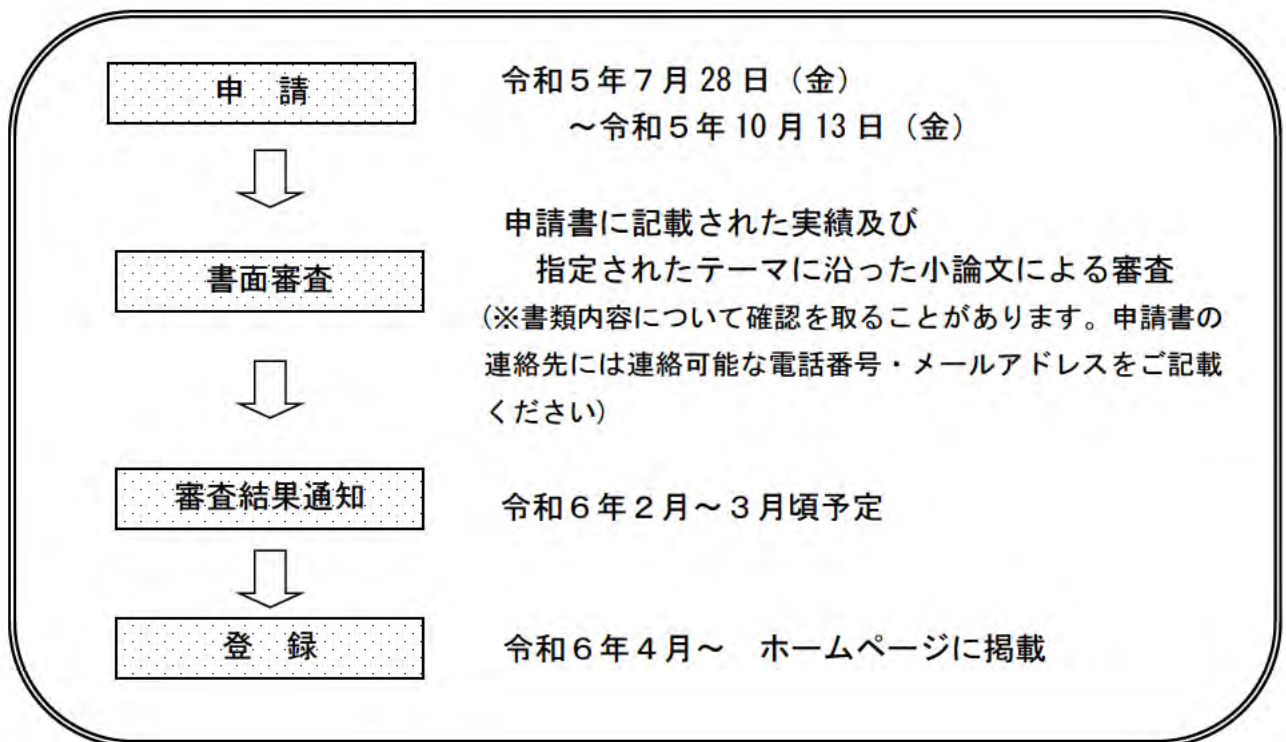 申　請
令和５年７月 28 日（金）
～令和５年 10 月 13 日（金）
書面審査
申請書に記載された実績及び
指定されたテーマに沿った小論文による審査
(※書類内容について確認を取ることがあります。申請書の
連絡先には連絡可能な電話番号・メールアドレスをご記載
ください)
審査結果通知
令和６年２月～３月頃予定
登　録
令和６年４月～　ホームページに掲載